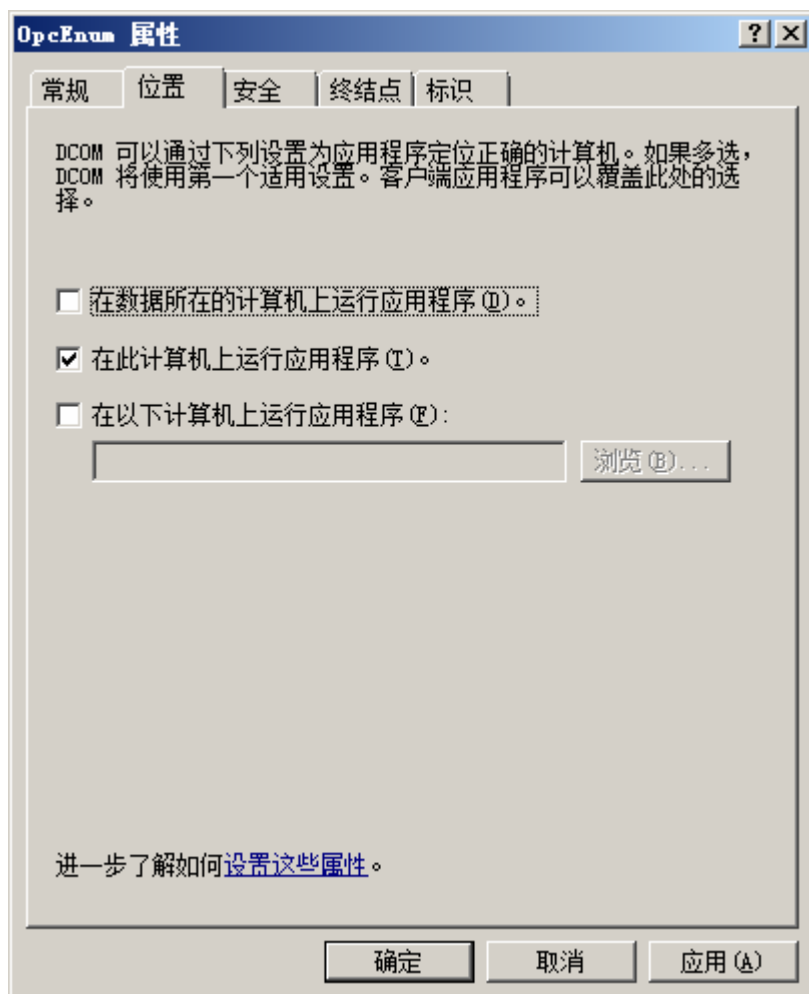 OpcEnum 属性
常规 位置 安全 终结点 标识
DCOM 可以通过下列设置为应用程序定位正确的计算机。如果多选，
DCOM 将使用第一个适用设置。客户端应用程序可以覆盖此处的选
择。
在数据所在的计算机上运行应用程序(D)。
在此计算机上运行应用程序(T)。
在以下计算机上运行应用程序(F):
浏览(B)...
进一步了解如何设置这些属性。
确定 取消 应用(A)